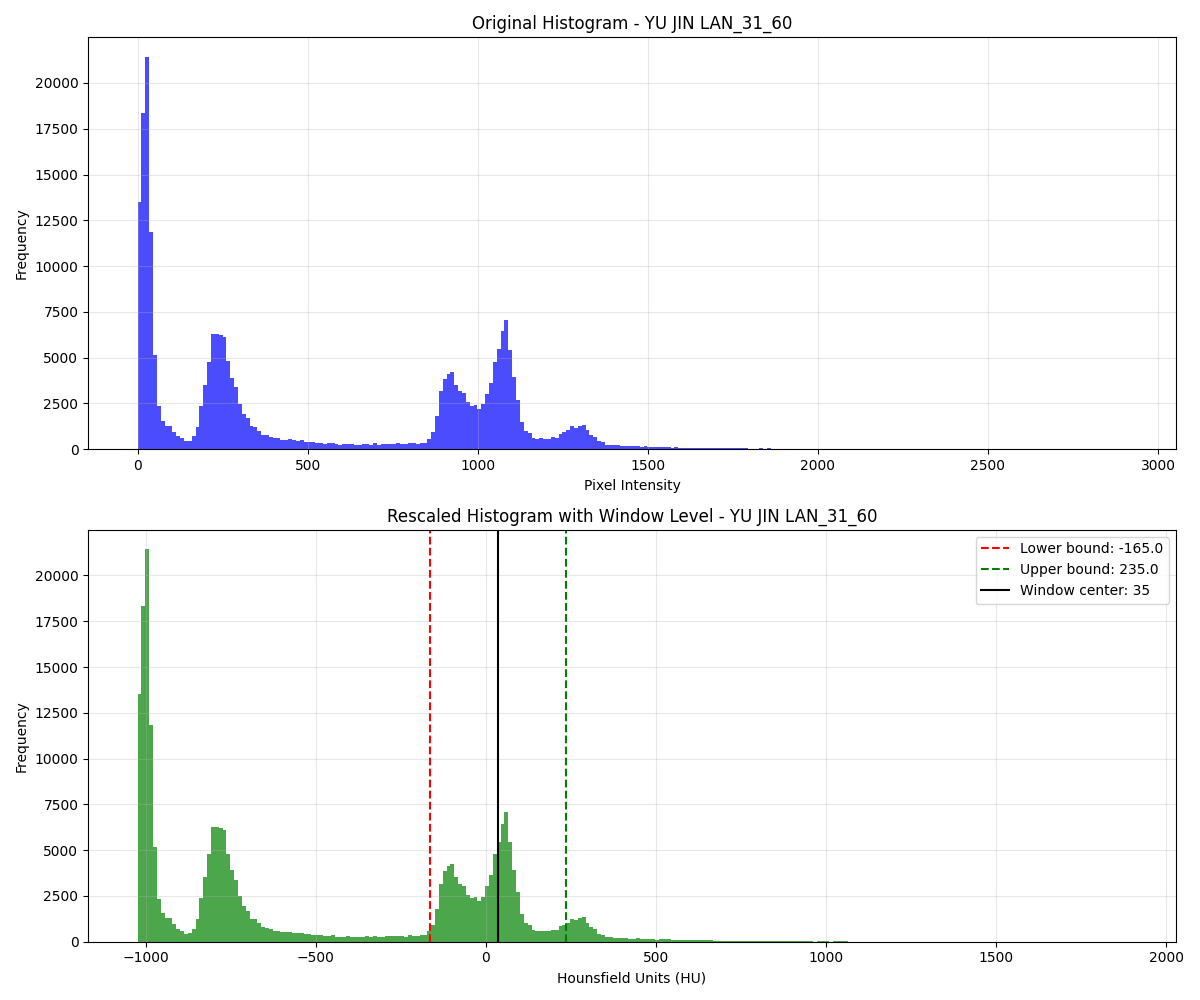 Original Histogram - YU JIN LAN_31_60
20000
17500
15000
12500
10000
7500
5000
2500
0
Frequency
0 500 1000 1500 2000 2500 3000
Pixel Intensity
Rescaled Histogram with Window Level - YU JIN LAN_31_60
Lower bound: -165.0
Upper bound: 235.0
Window center: 35
20000
17500
15000
12500
10000
7500
5000
2500
0
Frequency
−1000 −500 0 500 1000 1500 2000
Hounsfield Units (HU)